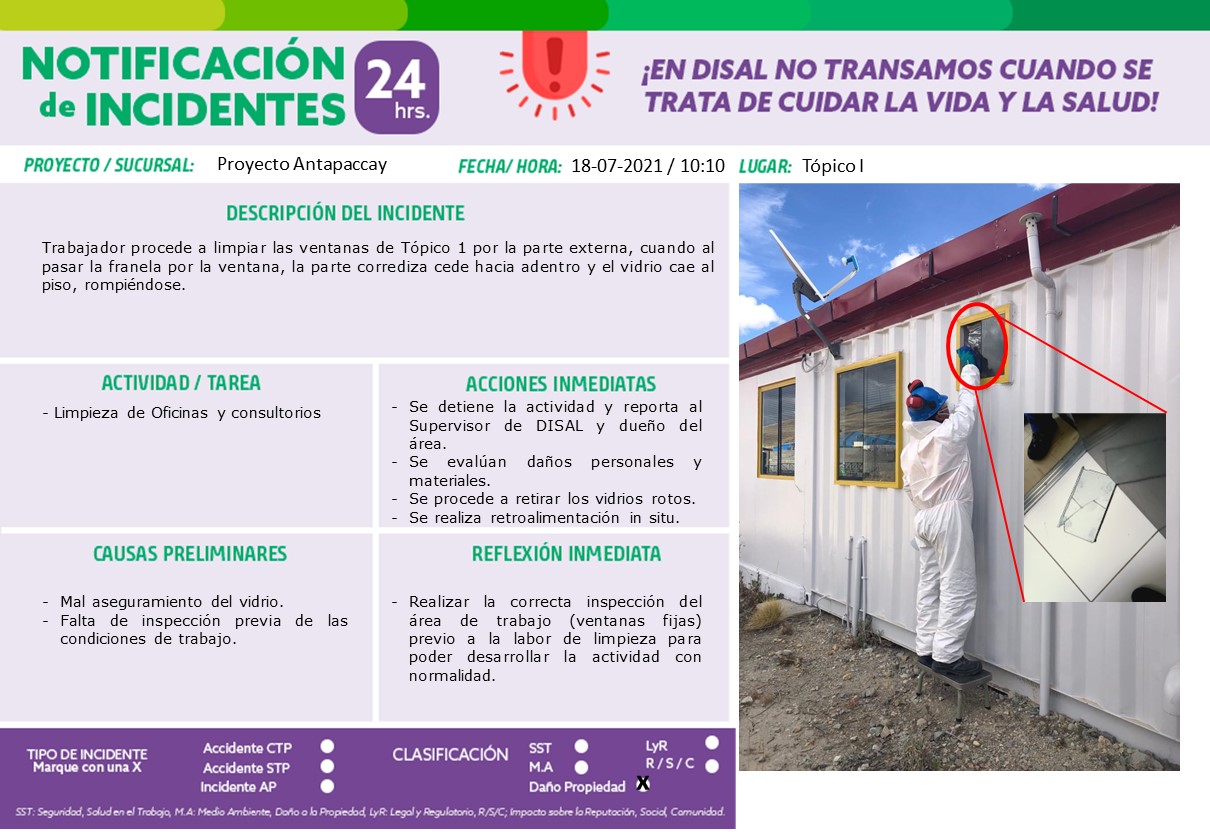 NOTIFICACIÓN
de INCIDENTES
24
hrs.
¡EN DISAL NO TRANSAMOS CUANDO SE
TRATA DE CUIDAR LA VIDA Y LA SALUD!
PROYECTO / SUCURSAL: Proyecto Antapaccay FECHA/ HORA: 18-07-2021 / 10:10 LUGAR: Tópico I
DESCRIPCIÓN DEL INCIDENTE
Trabajador procede a limpiar las ventanas de Tópico 1 por la parte externa, cuando al
pasar la franela por la ventana, la parte corrediza cede hacia adentro y el vidrio cae al
piso, rompiéndose.
ACTIVIDAD / TAREA
- Limpieza de Oficinas y consultorios
ACCIONES INMEDIATAS
- Se detiene la actividad y reporta al
Supervisor de DISAL y dueño del
área.
- Se evalúan daños personales y
materiales.
- Se procede a retirar los vidrios rotos.
- Se realiza retroalimentación in situ.
CAUSAS PRELIMINARES
- Mal aseguramiento del vidrio.
- Falta de inspección previa de las
condiciones de trabajo.
REFLEXIÓN INMEDIATA
- Realizar la correcta inspección del
área de trabajo (ventanas fijas)
previo a la labor de limpieza para
poder desarrollar la actividad con
normalidad.
TIPO DE INCIDENTE
Marque con una X
Accidente CTP
Accidente STP
Incidente AP
CLASIFICACIÓN
SST
M.A
Daño Propiedad X
LyR
R/S/C
SST: Seguridad, Salud en el Trabajo, M.A: Medio Ambiente, Daño a la Propiedad, LyR: Legal y Regulatorio, R/S/C; Impacto sobre la Reputación, Social, Comunidad.